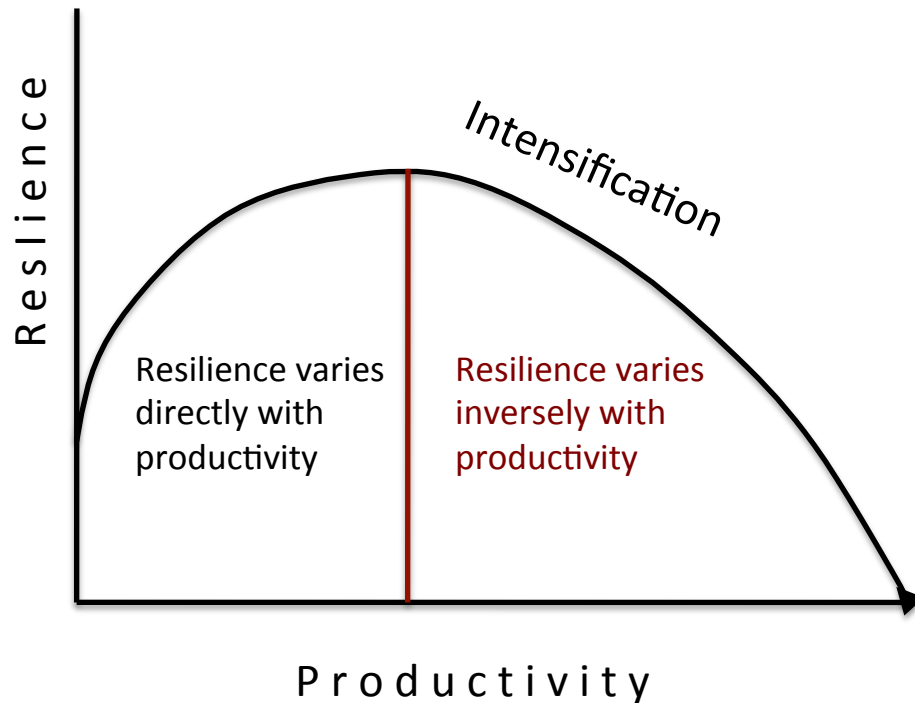 Reslience
Intensification
Resilience varies
directly with
productivity
Resilience varies
inversely with
productivity
Productivity